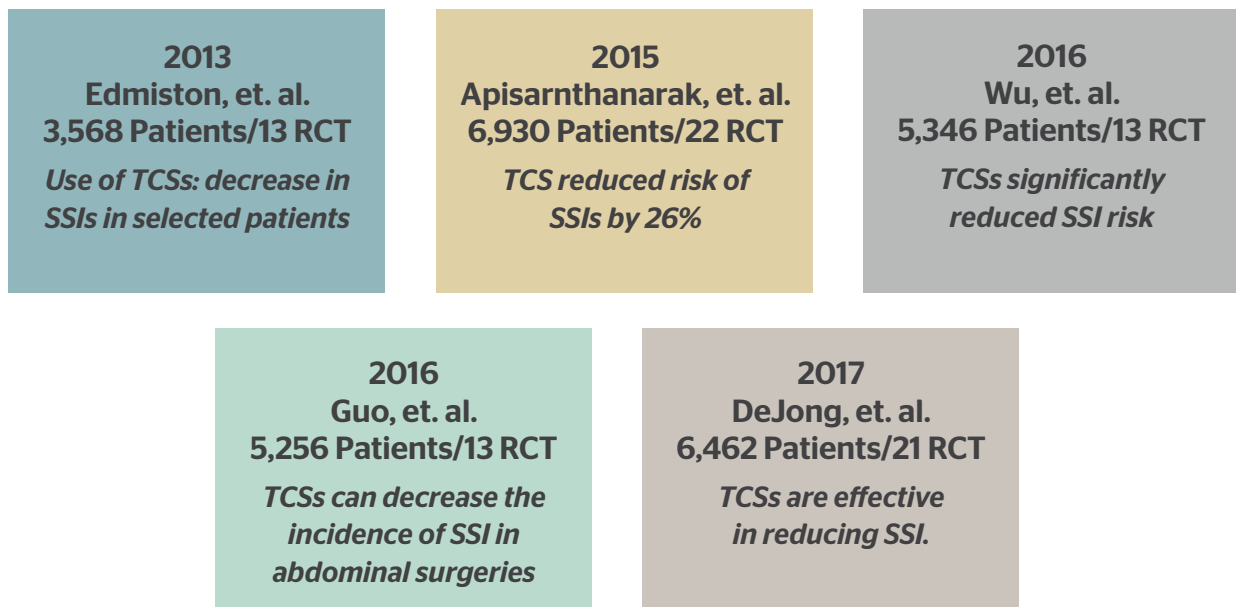 2013
Edmiston, et. al.
3,568 Patients/13 RCT
Use of TCSs: decrease in
SSIs in selected patients
2015
Apisarnthanarak, et. al.
6,930 Patients/22 RCT
TCS reduced risk of
SSIs by 26%
2016
Wu, et. al.
5,346 Patients/13 RCT
TCSs significantly
reduced SSI risk
2016
Guo, et. al.
5,256 Patients/13 RCT
TCSs can decrease the
incidence of SSI in
abdominal surgeries
2017
DeJong, et. al.
6,462 Patients/21 RCT
TCSs are effective
in reducing SSI.